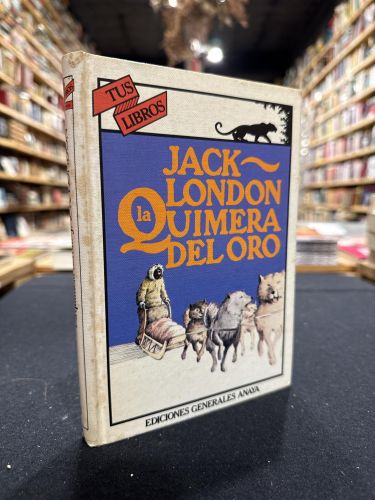 TUS
LIBROS
JACK
LONDON
la QUIMERA
DEL ORO
EDICIONES GENERALES ANAYA